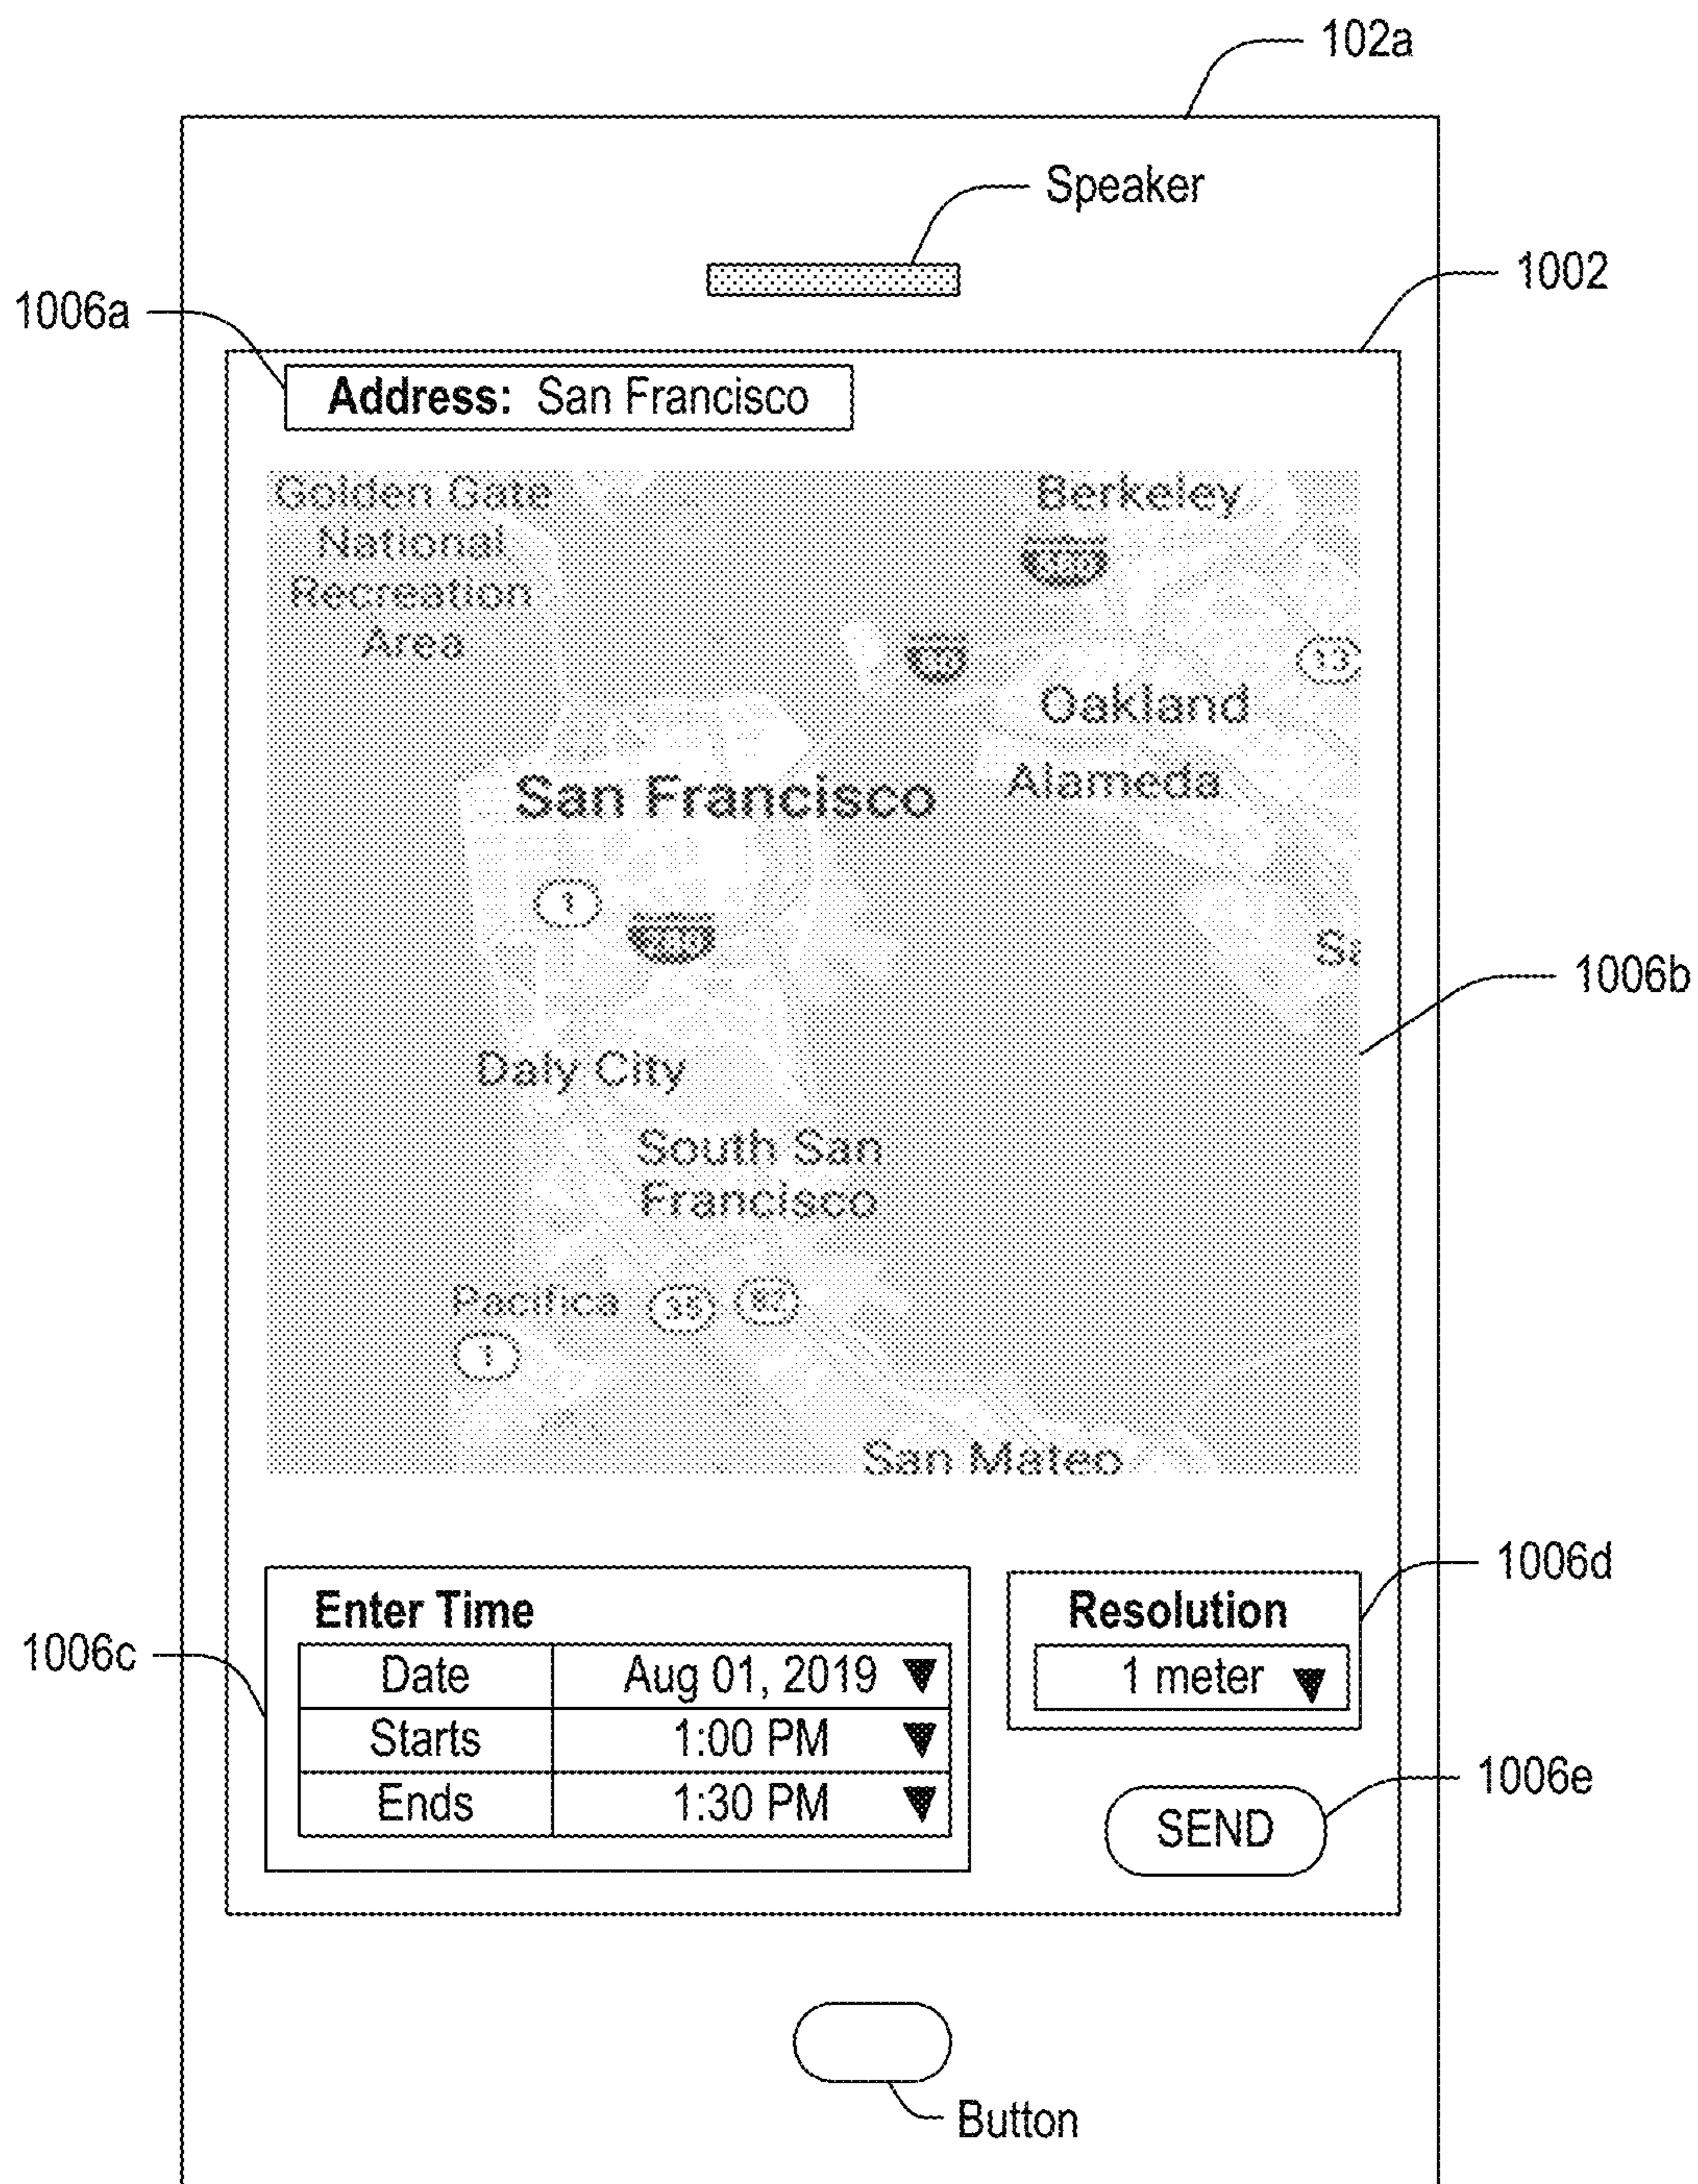 102a
Speaker
1002
1006a
Address: San Francisco
Golden Gate
National
Recreation
Area
Berkeley
13
Oakland
Alameda
San Francisco
1
1006b
Daly City
South San
Francisco
Pacifica 35 82
1
San Mateo
1006d
Enter Time
Resolution
1006c
Date Aug 01, 2019
1 meter
Starts 1:00 PM
Ends 1:30 PM
1006e
SEND
Button